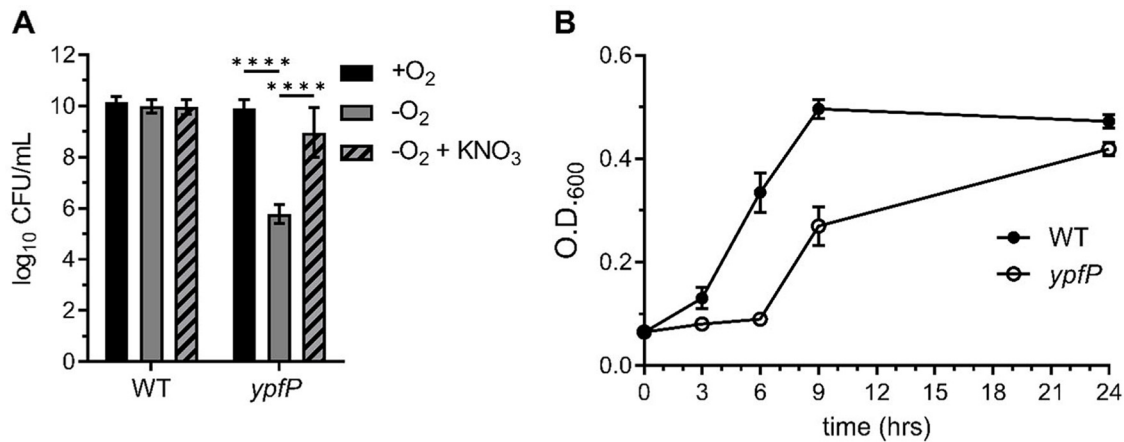 A
12
10
8
6
4
2
0
log₁₀ CFU/mL
****
****
+O₂
-O₂
-O₂ + KNO₃
WT
ypfP
B
0.6
0.4
0.2
0.0
O.D.₆₀₀
WT
ypfP
0 3 6 9 12 15 18 21 24
time (hrs)